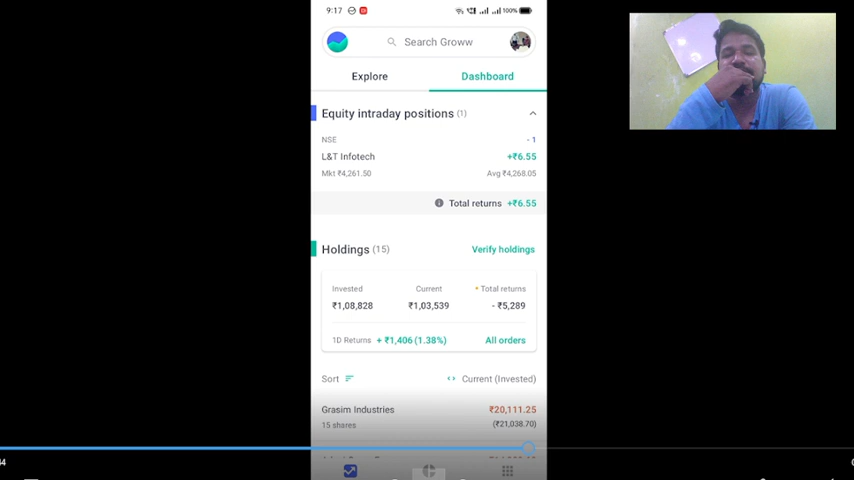 9:17 100%
Search Groww
Explore Dashboard
Equity intraday positions (1)
NSE - 1
L&T Infotech +₹6.55
Mkt ₹4,261.50 Avg ₹4,268.05
Total returns +₹6.55
Holdings (15) Verify holdings
Invested Current Total returns
₹1,08,828 ₹1,03,539 - ₹5,289
1D Returns + ₹1,406 (1.38%) All orders
Sort Current (Invested)
Grasim Industries ₹20,111.25
15 shares (₹21,038.70)